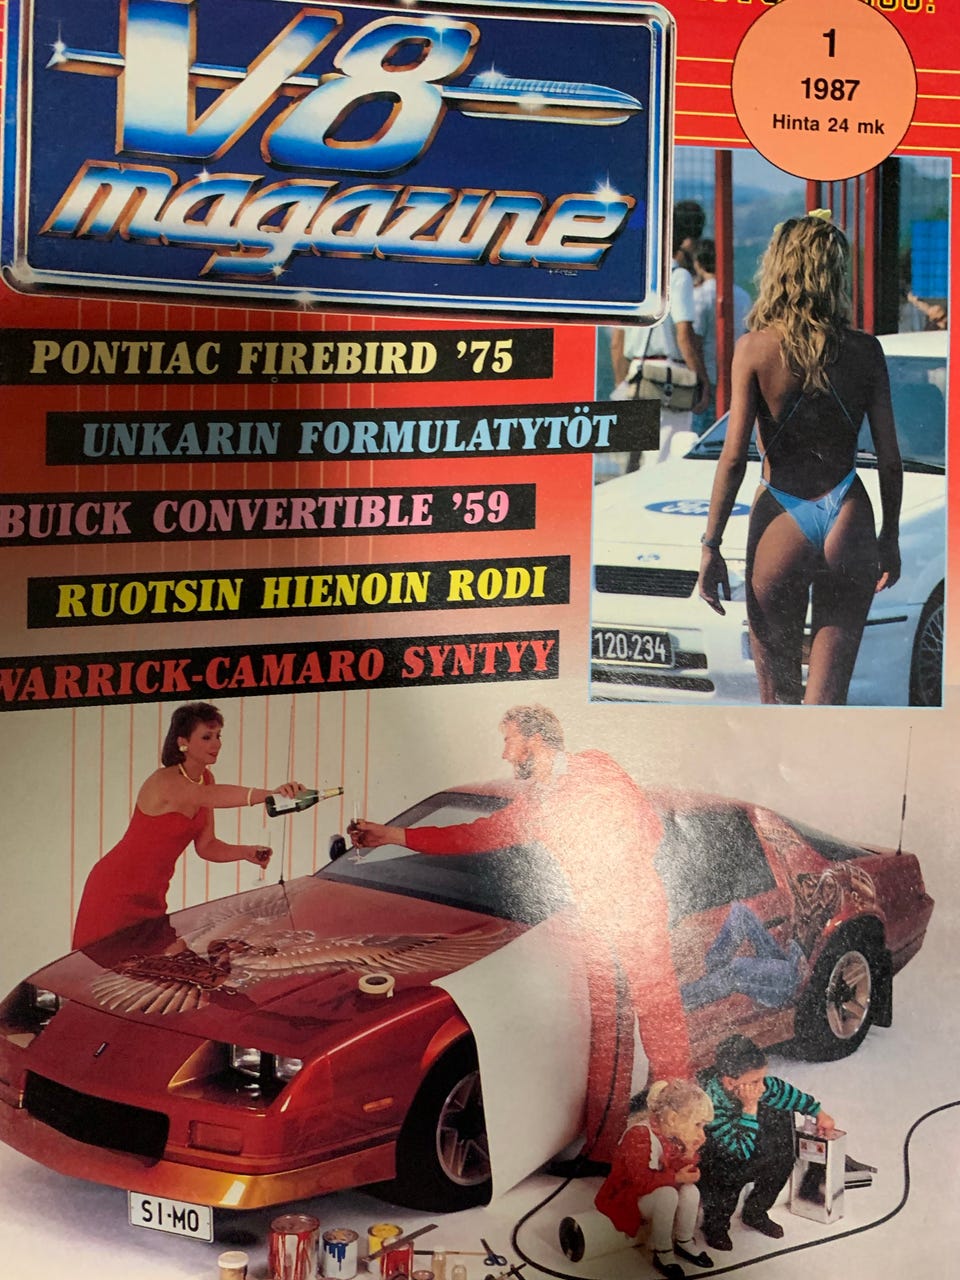 V8
magazine
1
1987
Hinta 24 mk
PONTIAC FIREBIRD ’75
UNKARIN FORMULATYTÖT
BUICK CONVERTIBLE ’59
RUOTSIN HIENOIN RODI
WARRICK-CAMARO SYNTYY
Ford
120.234
SI-MO